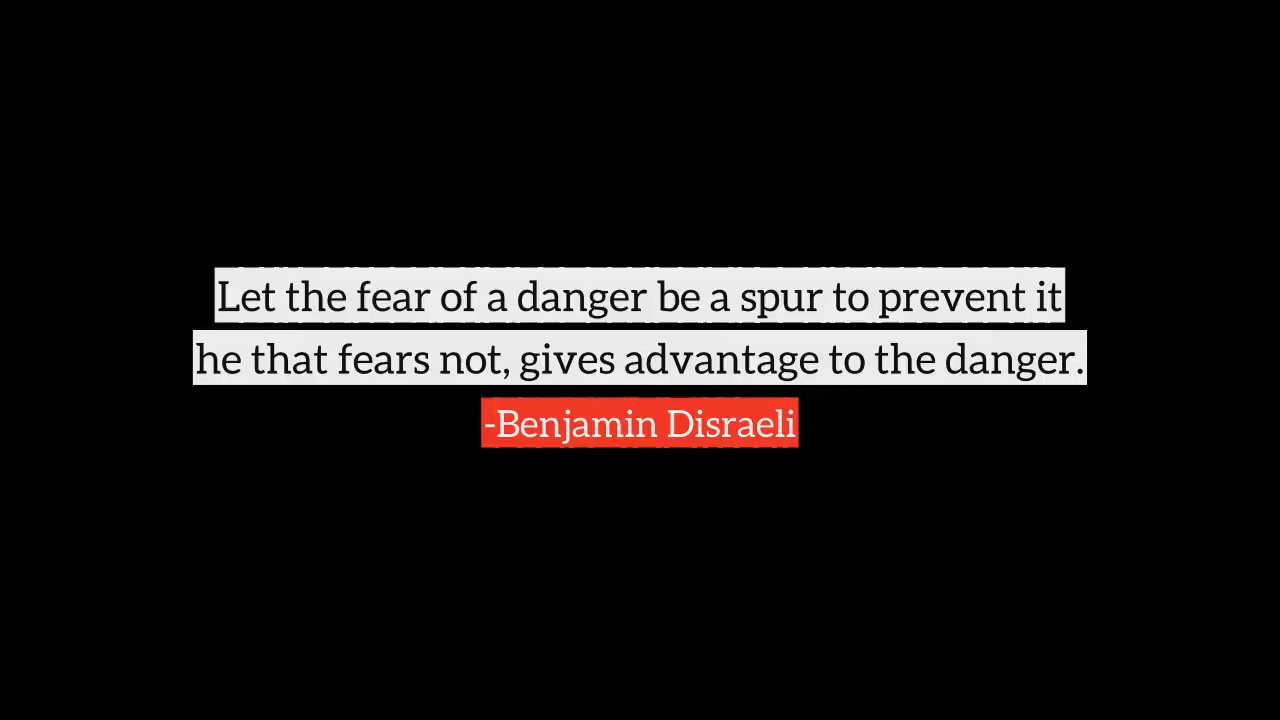 Let the fear of a danger be a spur to prevent it
he that fears not, gives advantage to the danger.
-Benjamin Disraeli